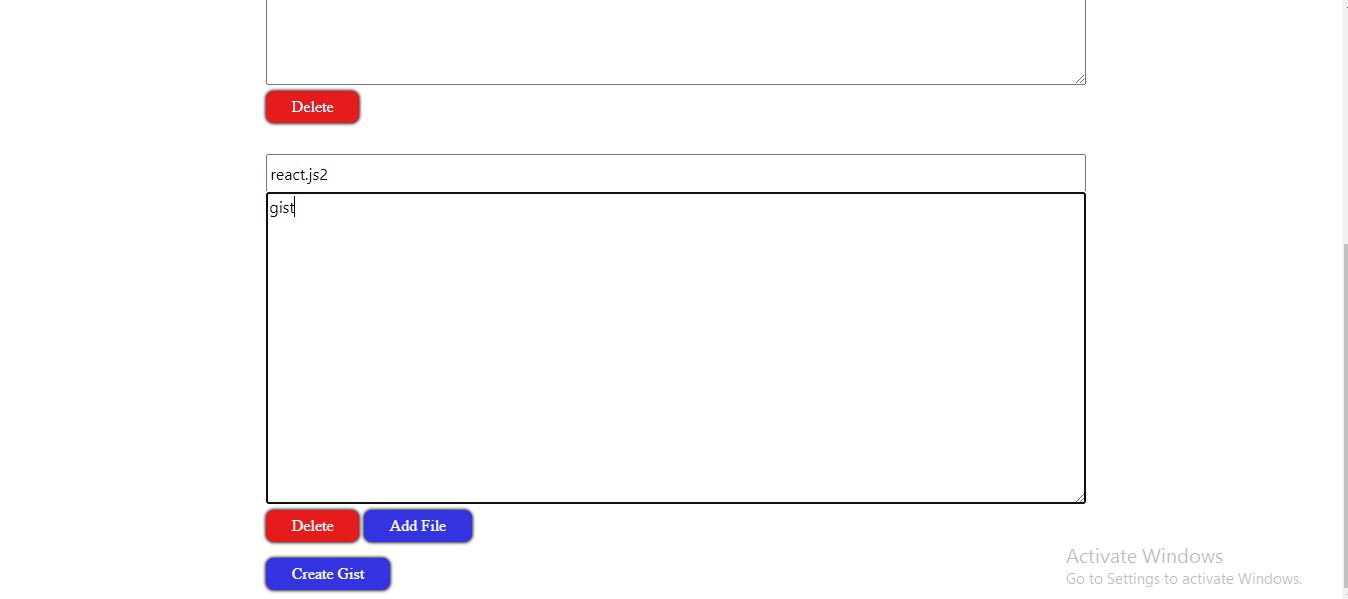 Delete
react.js2
gist
Delete Add File
Create Gist
Activate Windows
Go to Settings to activate Windows.